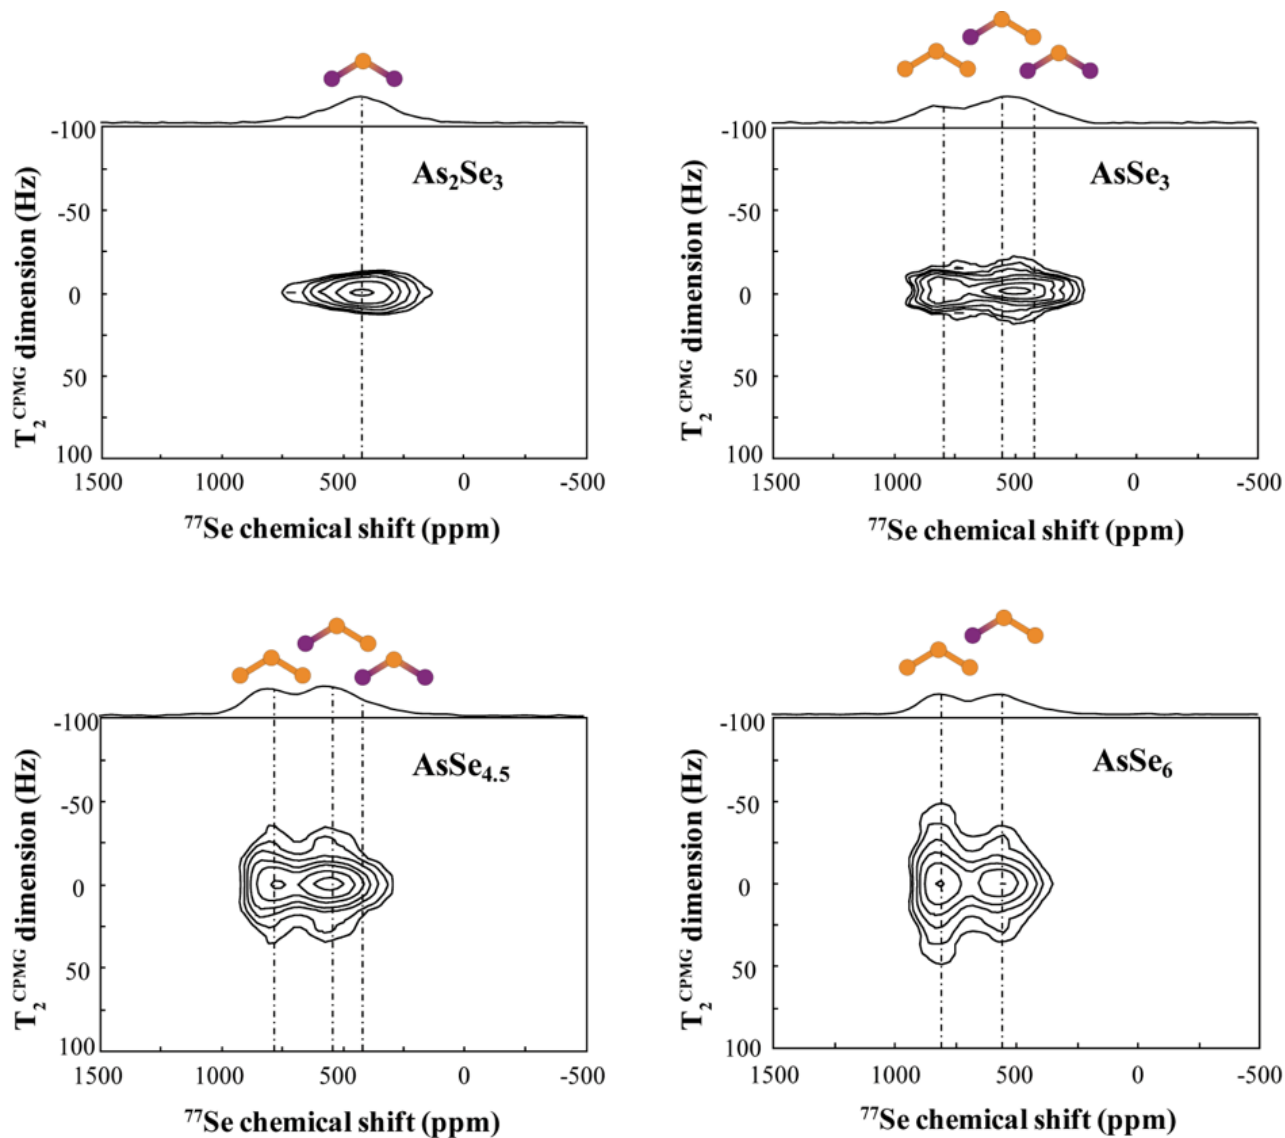 -100
-50
0
50
100
T₂ᶜᴾᴹᴳ dimension (Hz)
As₂Se₃
1500 1000 500 0 -500
⁷⁷Se chemical shift (ppm)
-100
-50
0
50
100
T₂ᶜᴾᴹᴳ dimension (Hz)
AsSe₃
1500 1000 500 0 -500
⁷⁷Se chemical shift (ppm)
-100
-50
0
50
100
T₂ᶜᴾᴹᴳ dimension (Hz)
AsSe₄.₅
1500 1000 500 0 -500
⁷⁷Se chemical shift (ppm)
-100
-50
0
50
100
T₂ᶜᴾᴹᴳ dimension (Hz)
AsSe₆
1500 1000 500 0 -500
⁷⁷Se chemical shift (ppm)